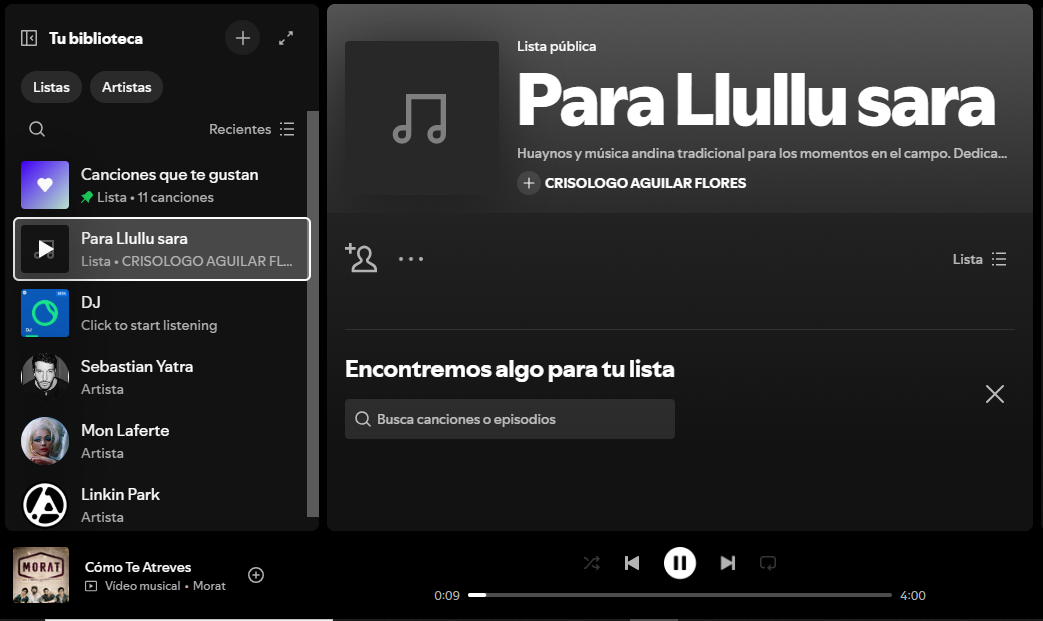 Tu biblioteca
Listas
Artistas
Recientes
Canciones que te gustan
Lista • 11 canciones
Para Llullu sara
Lista • CRISOLOGO AGUILAR FL...
DJ
Click to start listening
Sebastian Yatra
Artista
Mon Laferte
Artista
Linkin Park
Artista
Lista pública
Para Llullu sara
Huaynos y música andina tradicional para los momentos en el campo. Dedica...
CRISOLOGO AGUILAR FLORES
Lista
Encontremos algo para tu lista
Busca canciones o episodios
MORAT
Cómo Te Atreves
Vídeo musical • Morat
0:09
4:00